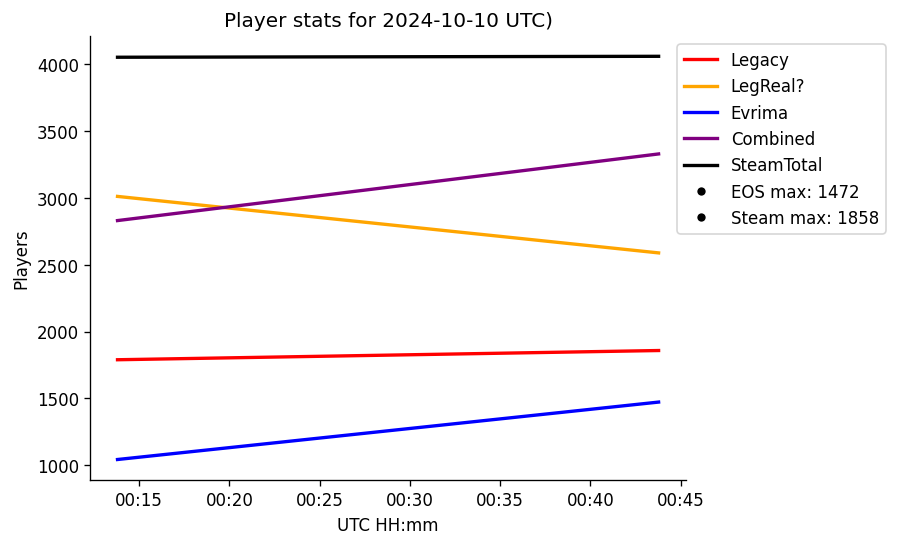 Player stats for 2024-10-10 UTC)
Legacy
LegReal?
Evrima
Combined
SteamTotal
EOS max: 1472
Steam max: 1858
Players
4000
3500
3000
2500
2000
1500
1000
00:15 00:20 00:25 00:30 00:35 00:40 00:45
UTC HH:mm